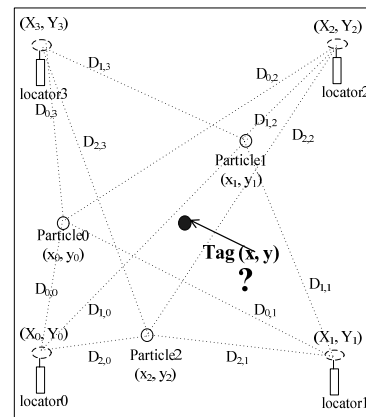 (X3, Y3)
(X2, Y2)
D1,3
D0,2
locator3
locator2
D0,3
D1,2
D2,3
D2,2
Particle1
(x1, y1)
Particle0
(x0, y0)
Tag (x, y)
?
D0,0
D1,0
D0,1
D1,1
(X0, Y0)
(X1, Y1)
D2,0
Particle2
D2,1
(x2, y2)
locator0
locator1